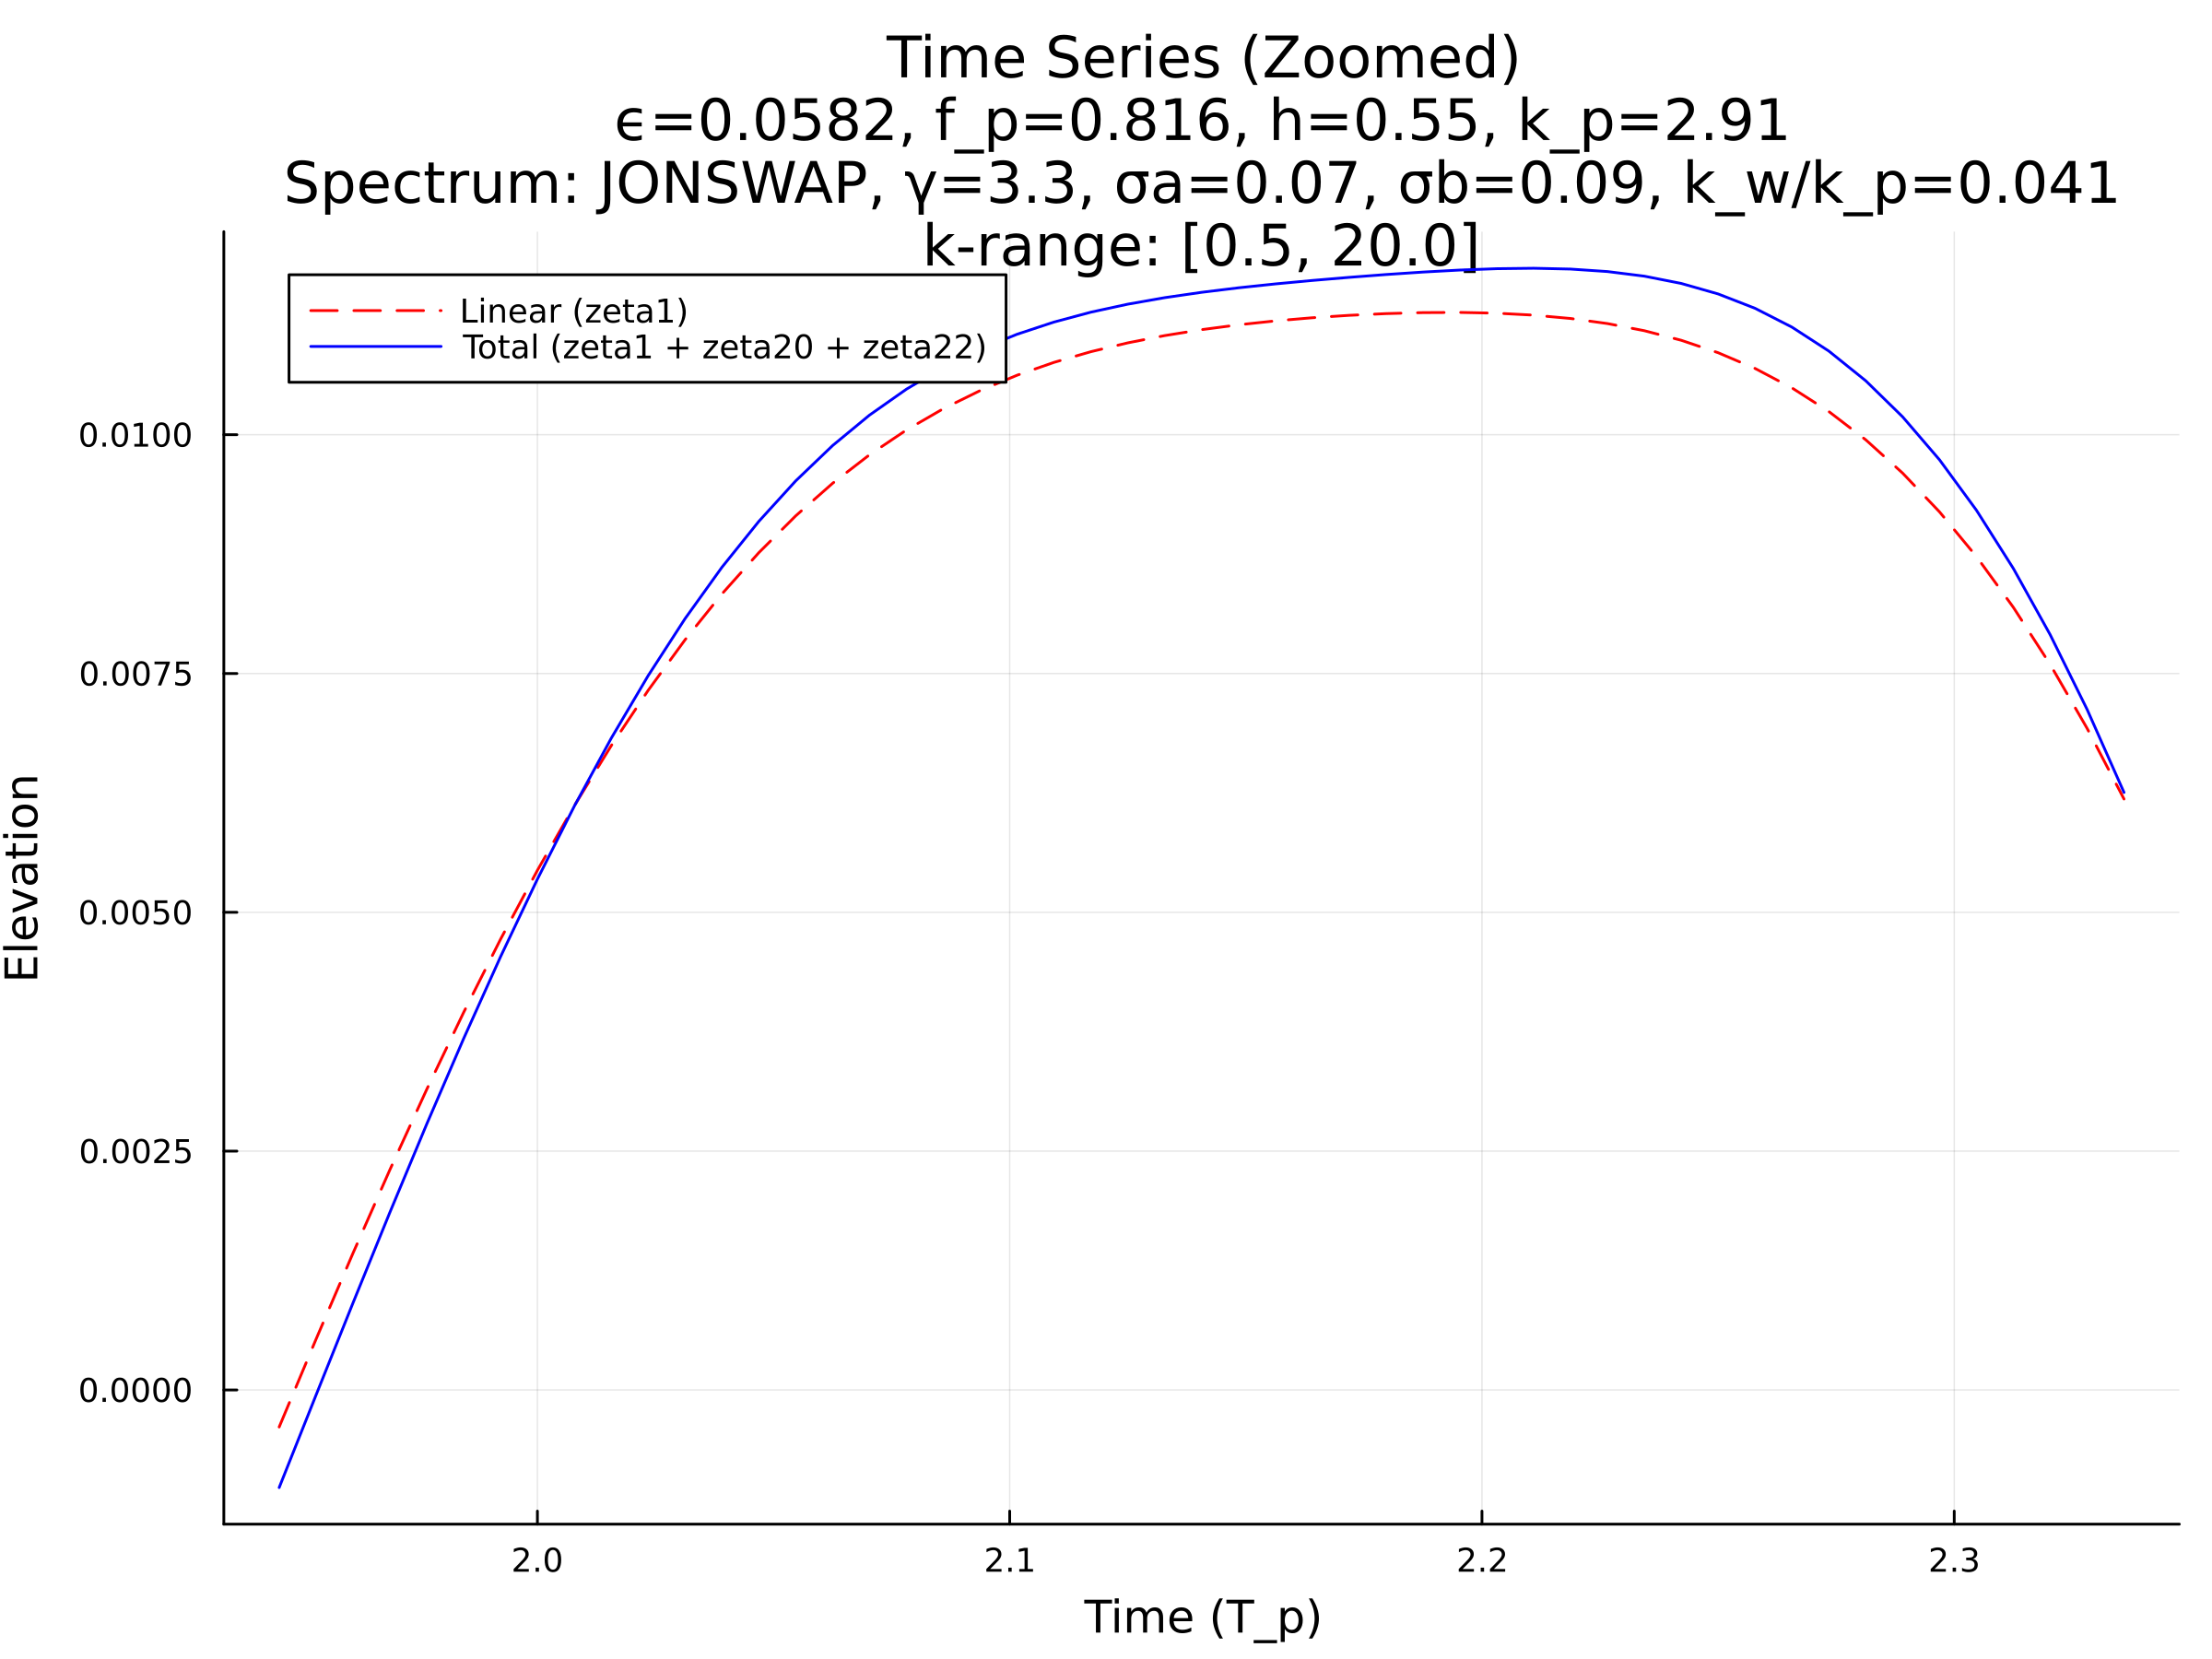 Time Series (Zoomed)
ϵ=0.0582, f_p=0.816, h=0.55, k_p=2.91
Spectrum: JONSWAP, γ=3.3, σa=0.07, σb=0.09, k_w/k_p=0.041
k-range: [0.5, 20.0]
Linear (zeta1)
Total (zeta1 + zeta20 + zeta22)
0.0100
0.0075
0.0050
0.0025
0.0000
Elevation
2.0
2.1
2.2
2.3
Time (T_p)